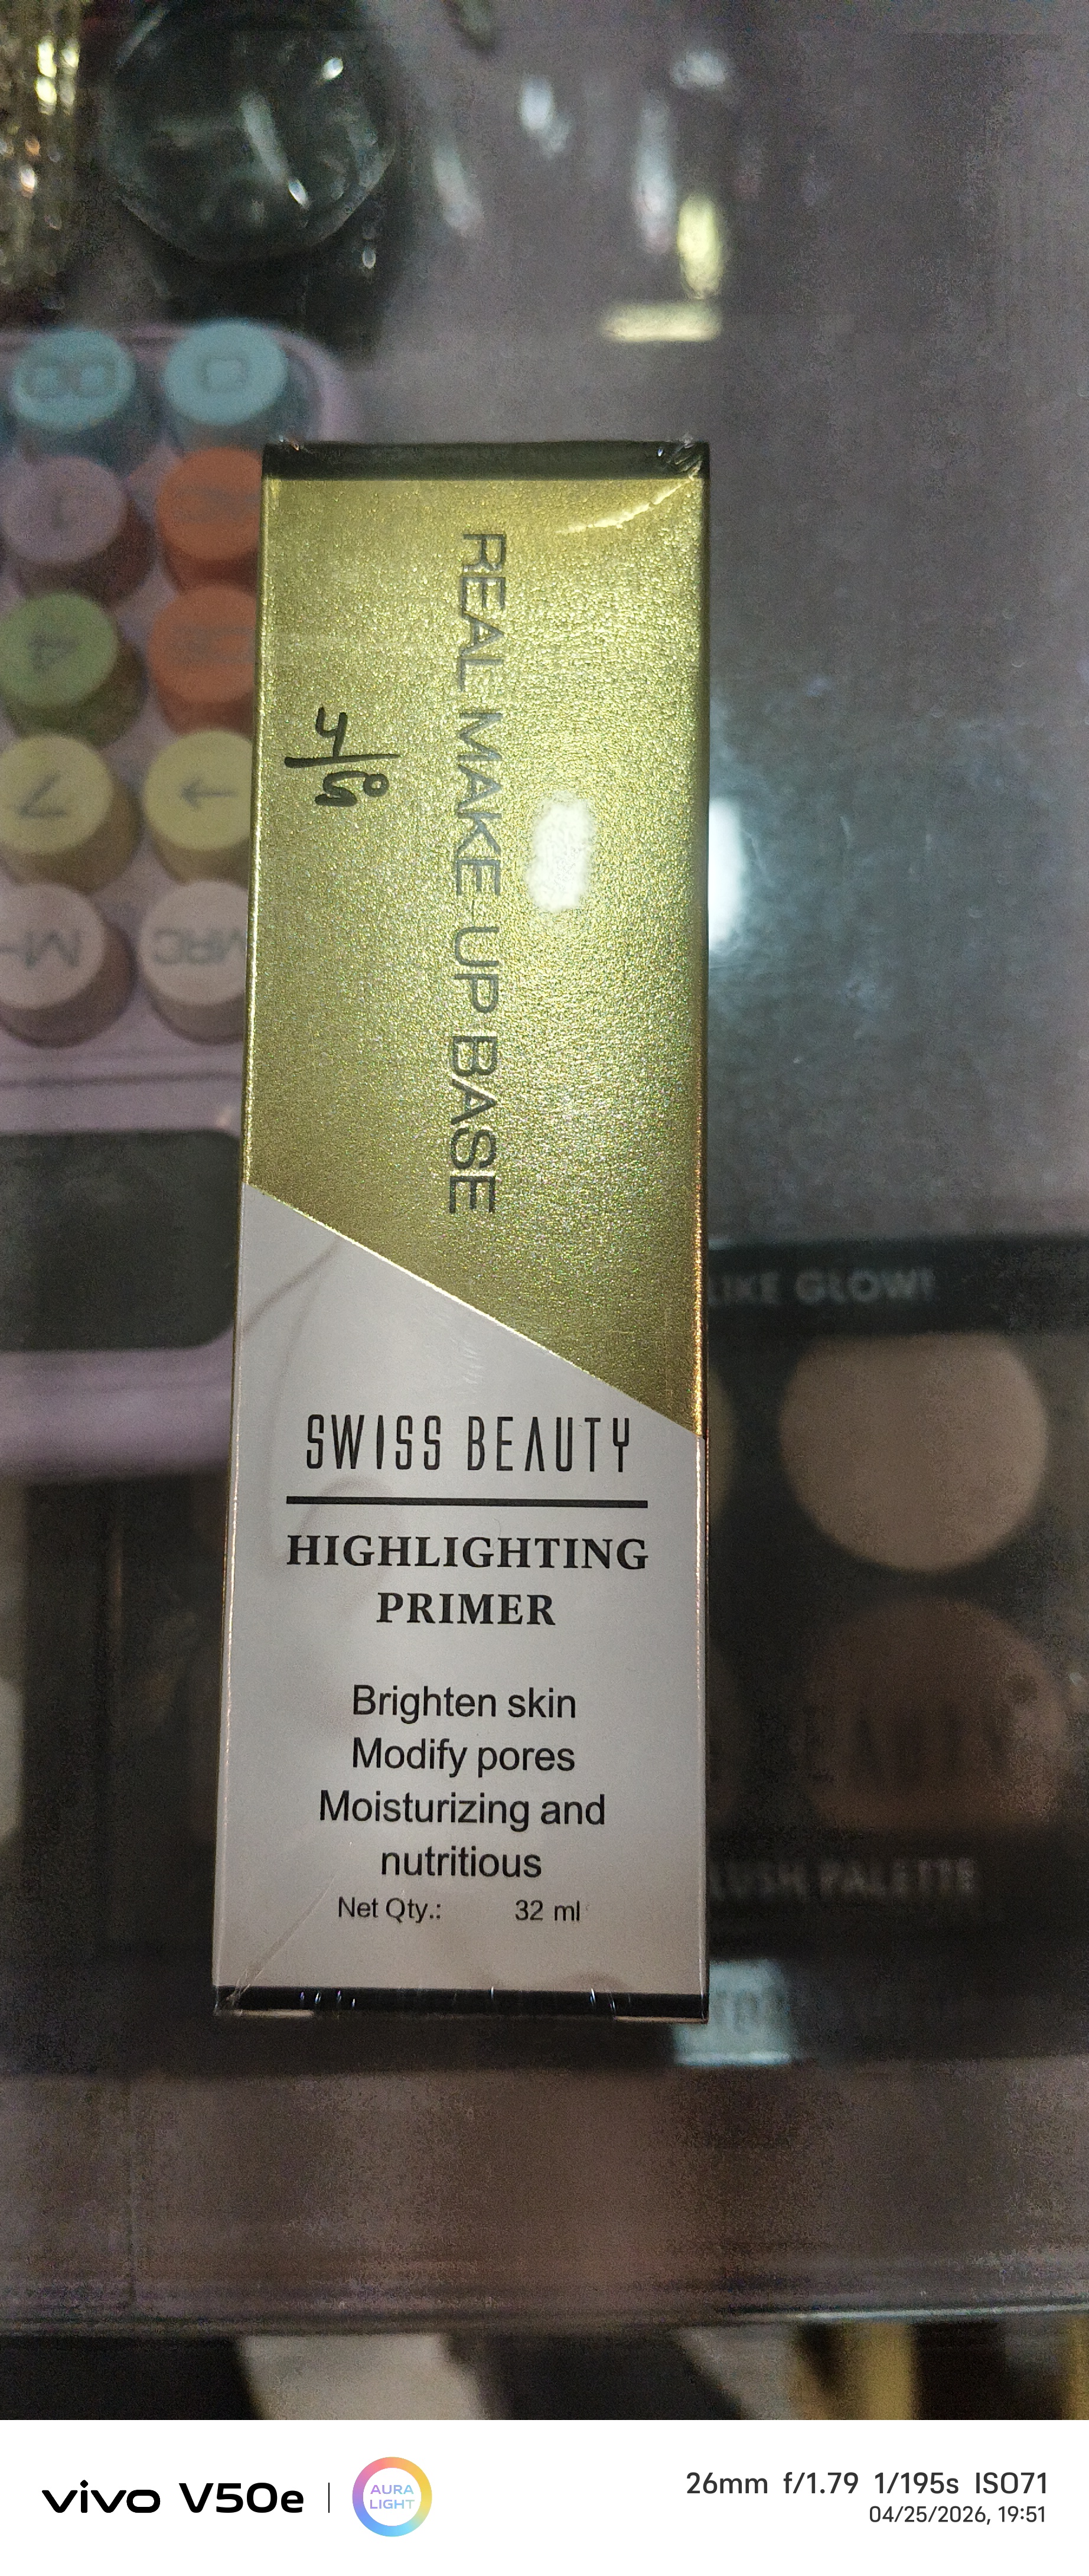 REAL MAKE-UP BASE
SWISS BEAUTY
HIGHLIGHTING
PRIMER
Brighten skin
Modify pores
Moisturizing and
nutritious
Net Qty.: 32 ml
LIKE GLOW!
PALETTE
vivo V50e
AURA
LIGHT
26mm f/1.79 1/195s ISO71
04/25/2026, 19:51